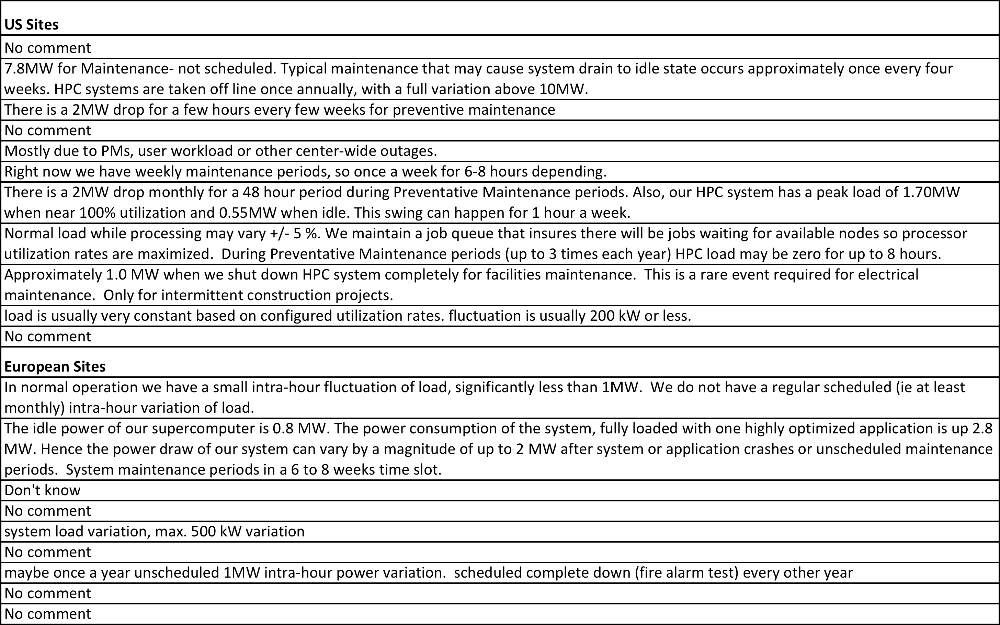 US Sites
No comment
7.8MW for Maintenance- not scheduled. Typical maintenance that may cause system drain to idle state occurs approximately once every four
weeks. HPC systems are taken off line once annually, with a full variation above 10MW.
There is a 2MW drop for a few hours every few weeks for preventive maintenance
No comment
Mostly due to PMs, user workload or other center-wide outages.
Right now we have weekly maintenance periods, so once a week for 6-8 hours depending.
There is a 2MW drop monthly for a 48 hour period during Preventative Maintenance periods. Also, our HPC system has a peak load of 1.70MW
when near 100% utilization and 0.55MW when idle. This swing can happen for 1 hour a week.
Normal load while processing may vary +/- 5 %. We maintain a job queue that insures there will be jobs waiting for available nodes so processor
utilization rates are maximized.  During Preventative Maintenance periods (up to 3 times each year) HPC load may be zero for up to 8 hours.
Approximately 1.0 MW when we shut down HPC system completely for facilities maintenance.  This is a rare event required for electrical
maintenance.  Only for intermittent construction projects.
load is usually very constant based on configured utilization rates. fluctuation is usually 200 kW or less.
No comment
European Sites
In normal operation we have a small intra-hour fluctuation of load, significantly less than 1MW.  We do not have a regular scheduled (ie at least
monthly) intra-hour variation of load.
The idle power of our supercomputer is 0.8 MW. The power consumption of the system, fully loaded with one highly optimized application is up 2.8
MW. Hence the power draw of our system can vary by a magnitude of up to 2 MW after system or application crashes or unscheduled maintenance
periods.  System maintenance periods in a 6 to 8 weeks time slot.
Don't know
No comment
system load variation, max. 500 kW variation
No comment
maybe once a year unscheduled 1MW intra-hour power variation.  scheduled complete down (fire alarm test) every other year
No comment
No comment